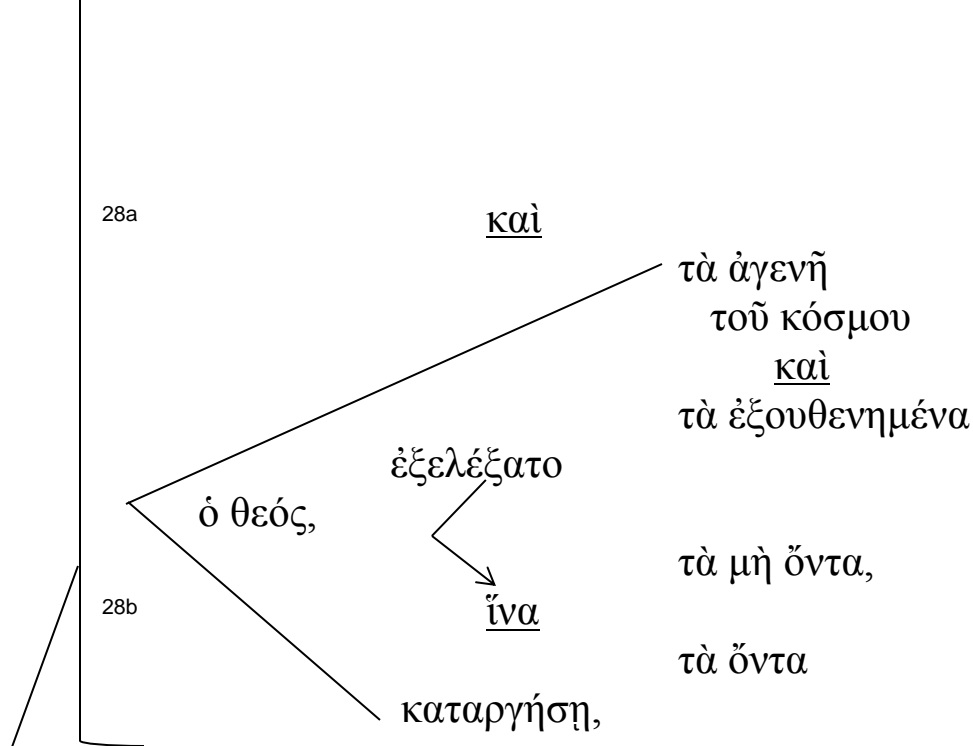 28a
καὶ
τὰ ἀγενῆ
τοῦ κόσμου
καὶ
τὰ ἐξουθενημένα
ἐξελέξατο
ὁ θεός,
τὰ μὴ ὄντα,
28b
ἵνα
τὰ ὄντα
καταργήσῃ,